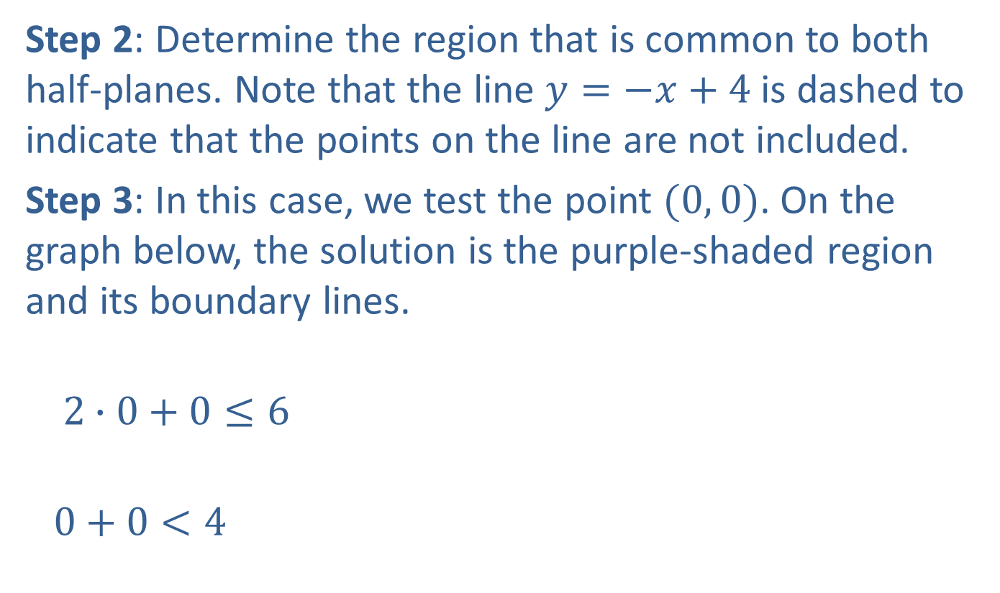 Step 2: Determine the region that is common to both
half-planes. Note that the line y = −x + 4 is dashed to
indicate that the points on the line are not included.
Step 3: In this case, we test the point (0, 0). On the
graph below, the solution is the purple-shaded region
and its boundary lines.
2 · 0 + 0 ≤ 6
0 + 0 < 4